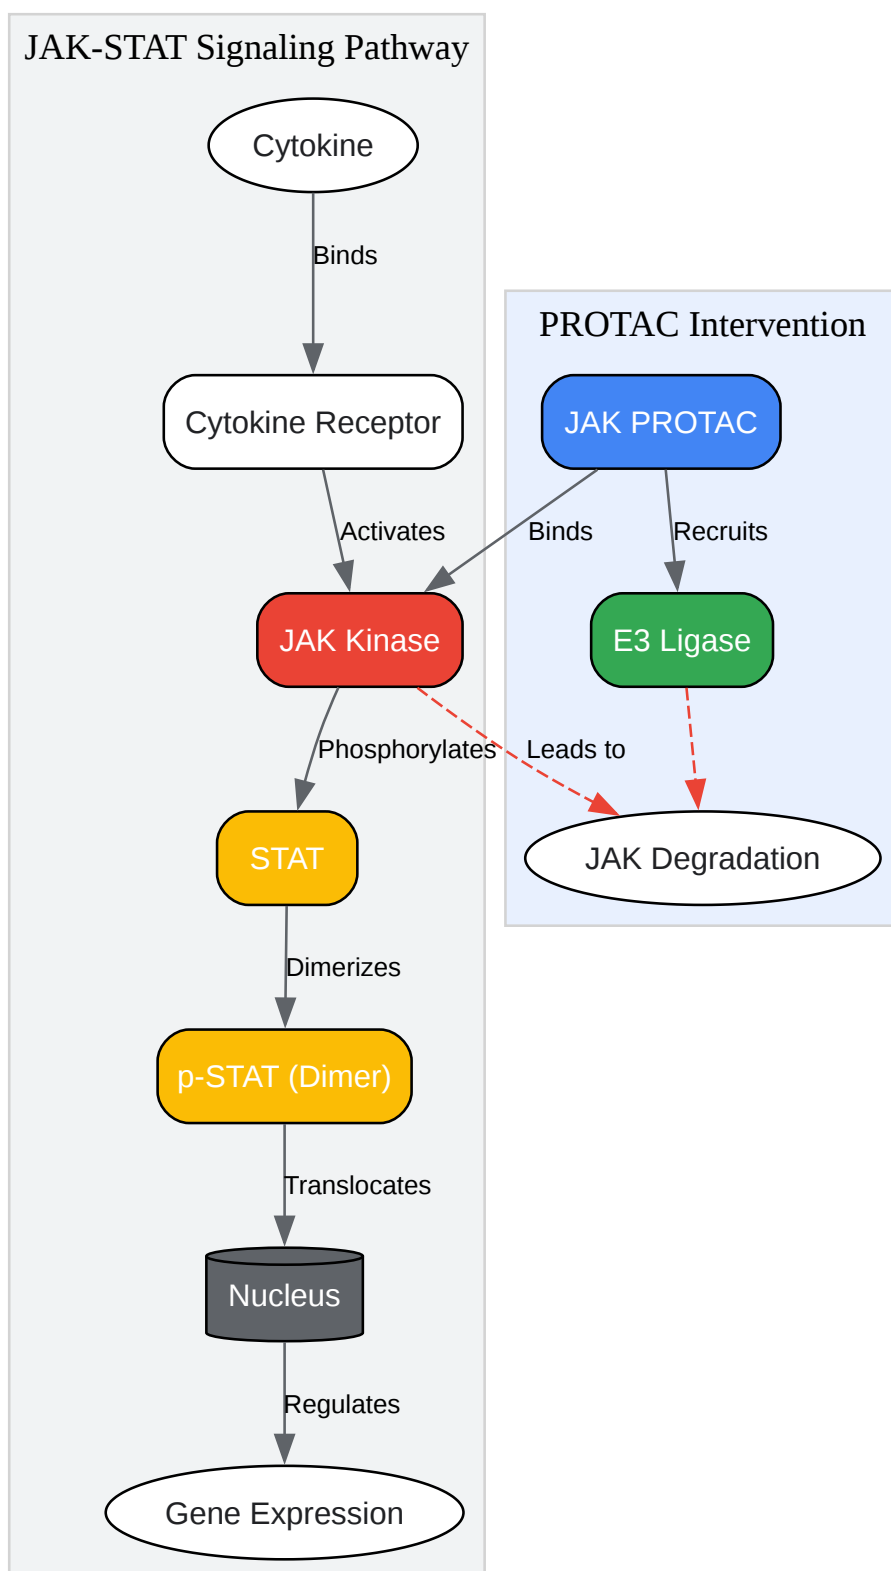 JAK-STAT Signaling Pathway
Cytokine
Binds
PROTAC Intervention
Cytokine Receptor
JAK PROTAC
Activates
Binds
Recruits
JAK Kinase
E3 Ligase
Phosphorylates
Leads to
STAT
JAK Degradation
Dimerizes
p-STAT (Dimer)
Translocates
Nucleus
Regulates
Gene Expression